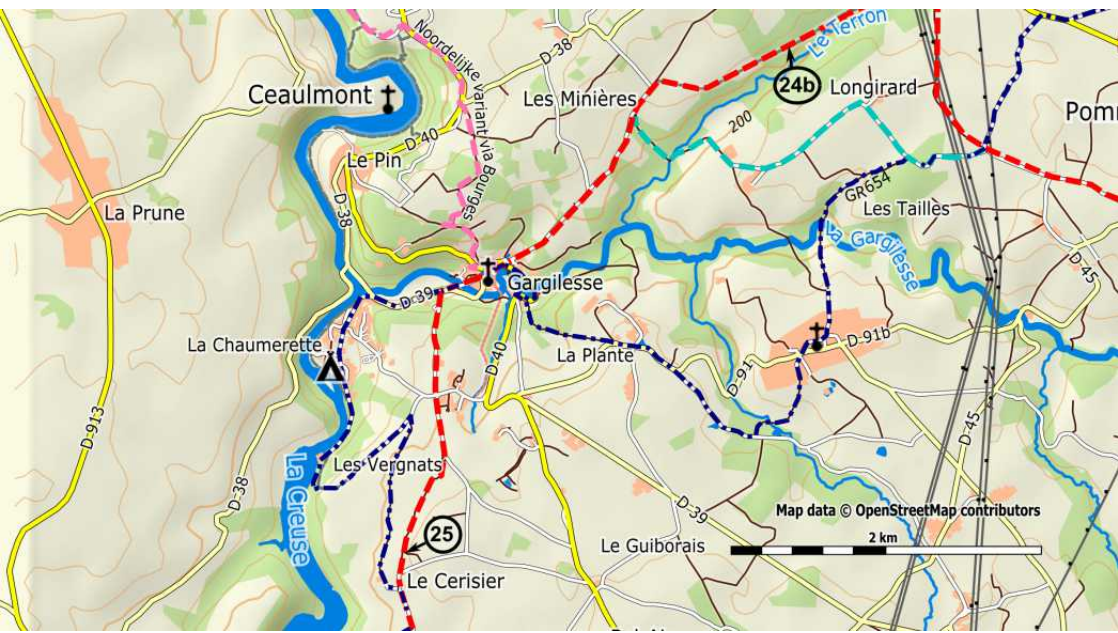 Noordelijke variant via Bourges
D-38
Le Terron
24b
Ceaulmont
Les Minières
Longirard
D-40
200
Le Pin
GR654
La Prune
D-38
Les Tailles
La Gargilesse
D-45
Gargilesse
D-39
La Chaumerette
La Plante
D-91b
D-40
D-91
D-913
D-45
Les Vergnats
La Creuse
D-38
D-39
Map data © OpenStreetMap contributors
25
Le Guiborais
2 km
Le Cerisier